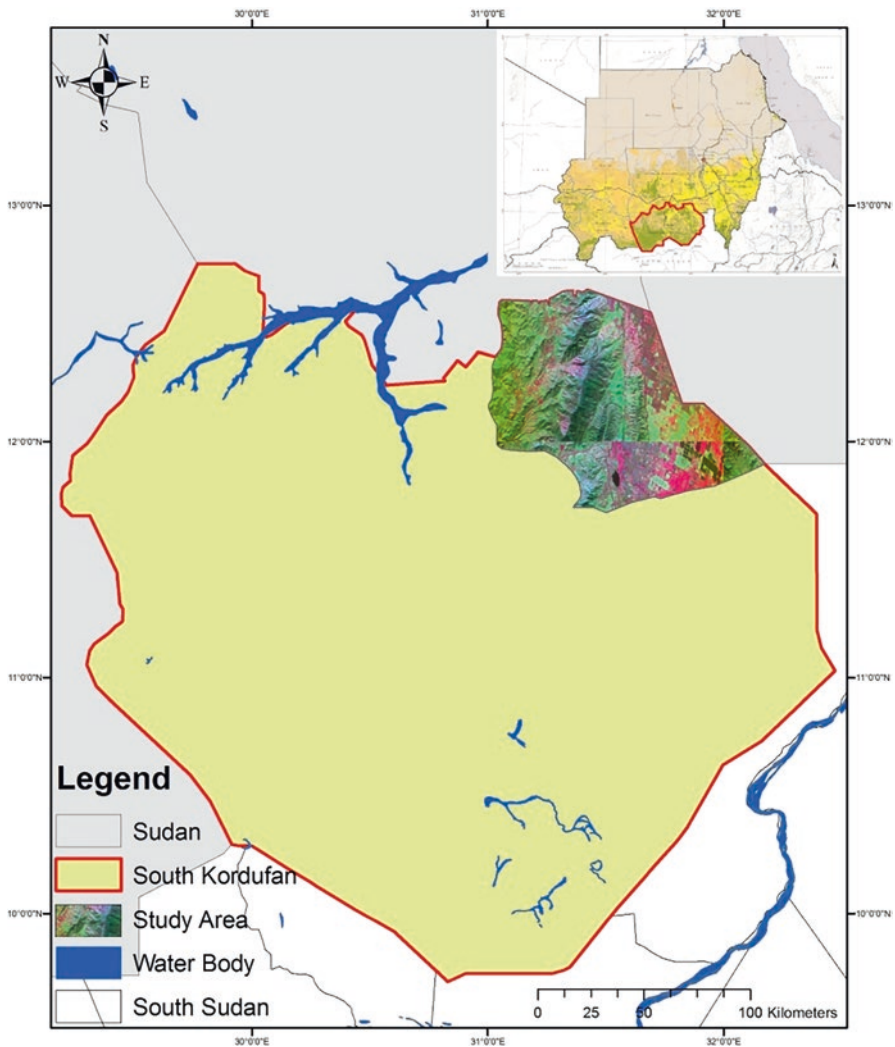 30°0'0"E 31°0'0"E 32°0'0"E
N
W E
S
13°0'0"N 13°0'0"N
12°0'0"N 12°0'0"N
11°0'0"N 11°0'0"N
Legend
Sudan
South Kordufan
Study Area
10°0'0"N 10°0'0"N
Water Body
South Sudan
0 25 50 100 Kilometers
30°0'0"E 31°0'0"E 32°0'0"E